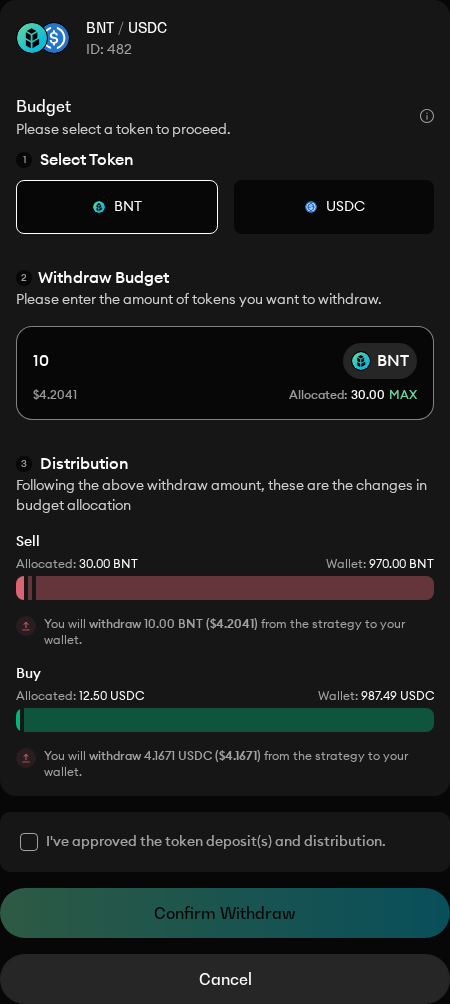 BNT / USDC
ID: 482
Budget
Please select a token to proceed.
1 Select Token
BNT
USDC
2 Withdraw Budget
Please enter the amount of tokens you want to withdraw.
10
BNT
$4.2041
Allocated: 30.00 MAX
3 Distribution
Following the above withdraw amount, these are the changes in
budget allocation
Sell
Allocated: 30.00 BNT
Wallet: 970.00 BNT
You will withdraw 10.00 BNT ($4.2041) from the strategy to your
wallet.
Buy
Allocated: 12.50 USDC
Wallet: 987.49 USDC
You will withdraw 4.1671 USDC ($4.1671) from the strategy to your
wallet.
I've approved the token deposit(s) and distribution.
Confirm Withdraw
Cancel